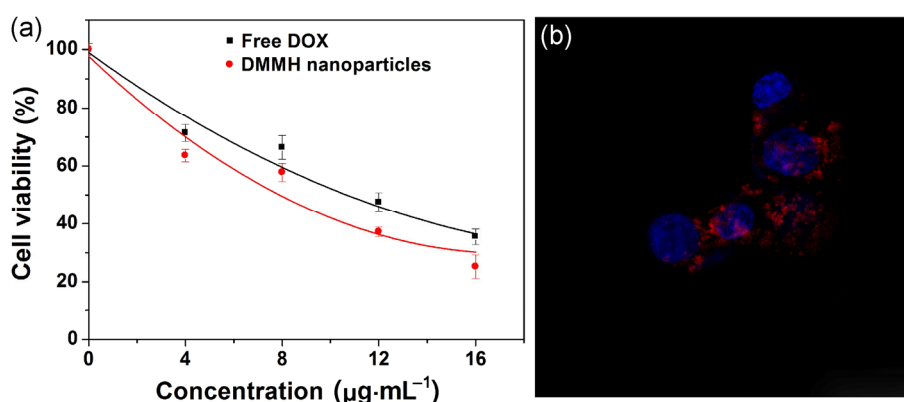 (a)
Free DOX
DMMH nanoparticles
Cell viability (%)
100
80
60
40
20
0
0 4 8 12 16
Concentration (µg·mL⁻¹)
(b)